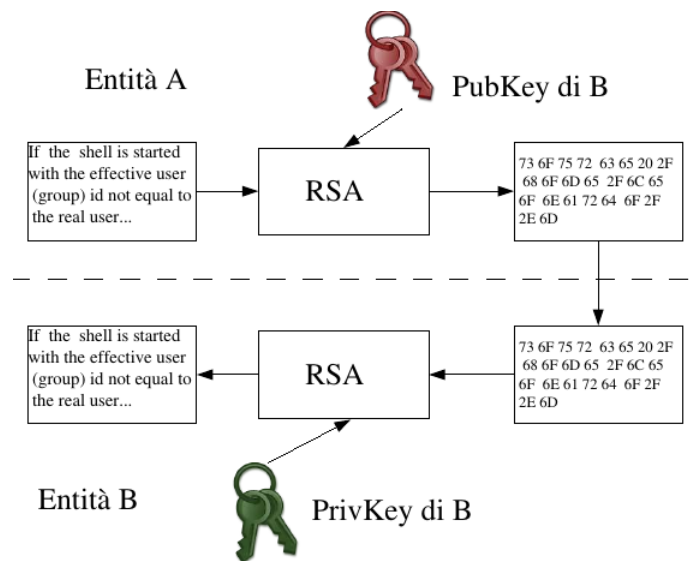 Entità A
PubKey di B
If the shell is started
with the effective user
(group) id not equal to
the real user...
RSA
73 6F 75 72 63 65 20 2F
68 6F 6D 65 2F 6C 65
6F 6E 61 72 64 6F 2F
2E 6D
If the shell is started
with the effective user
(group) id not equal to
the real user...
RSA
73 6F 75 72 63 65 20 2F
68 6F 6D 65 2F 6C 65
6F 6E 61 72 64 6F 2F
2E 6D
Entità B
PrivKey di B